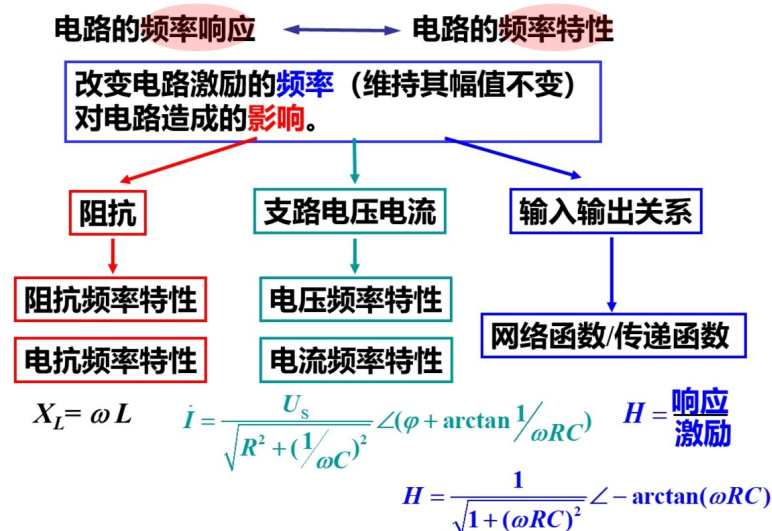 电路的频率响应 电路的频率特性
改变电路激励的频率（维持其幅值不变）
对电路造成的影响。
阻抗 支路电压电流 输入输出关系
阻抗频率特性 电压频率特性 网络函数/传递函数
电抗频率特性 电流频率特性
X_L= ωL İ = U_S / √(R² + (1/ωC)²) ∠(φ + arctan 1/ωRC) H = 响应/激励
H = 1 / √(1 + (ωRC)²) ∠ − arctan(ωRC)